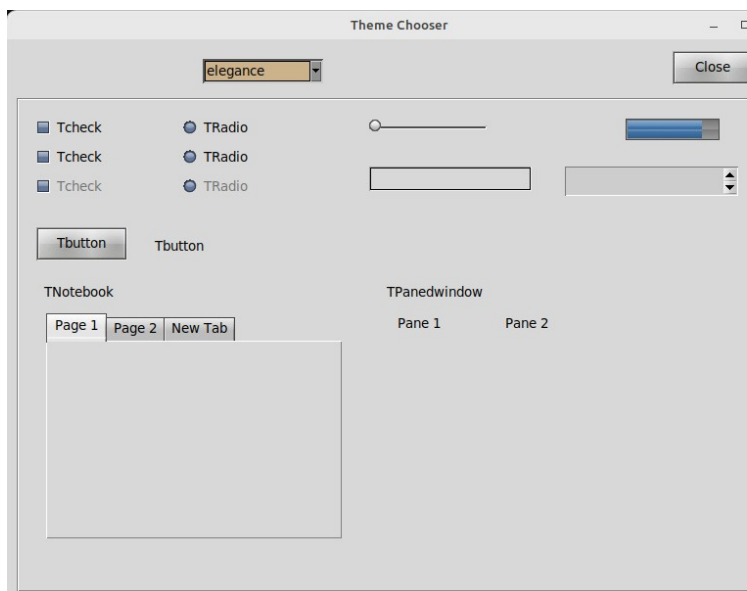 Theme Chooser
elegance
Close
Tcheck TRadio
Tcheck TRadio
Tcheck TRadio
Tbutton Tbutton
TNotebook TPanedwindow
Page 1 Page 2 New Tab Pane 1 Pane 2